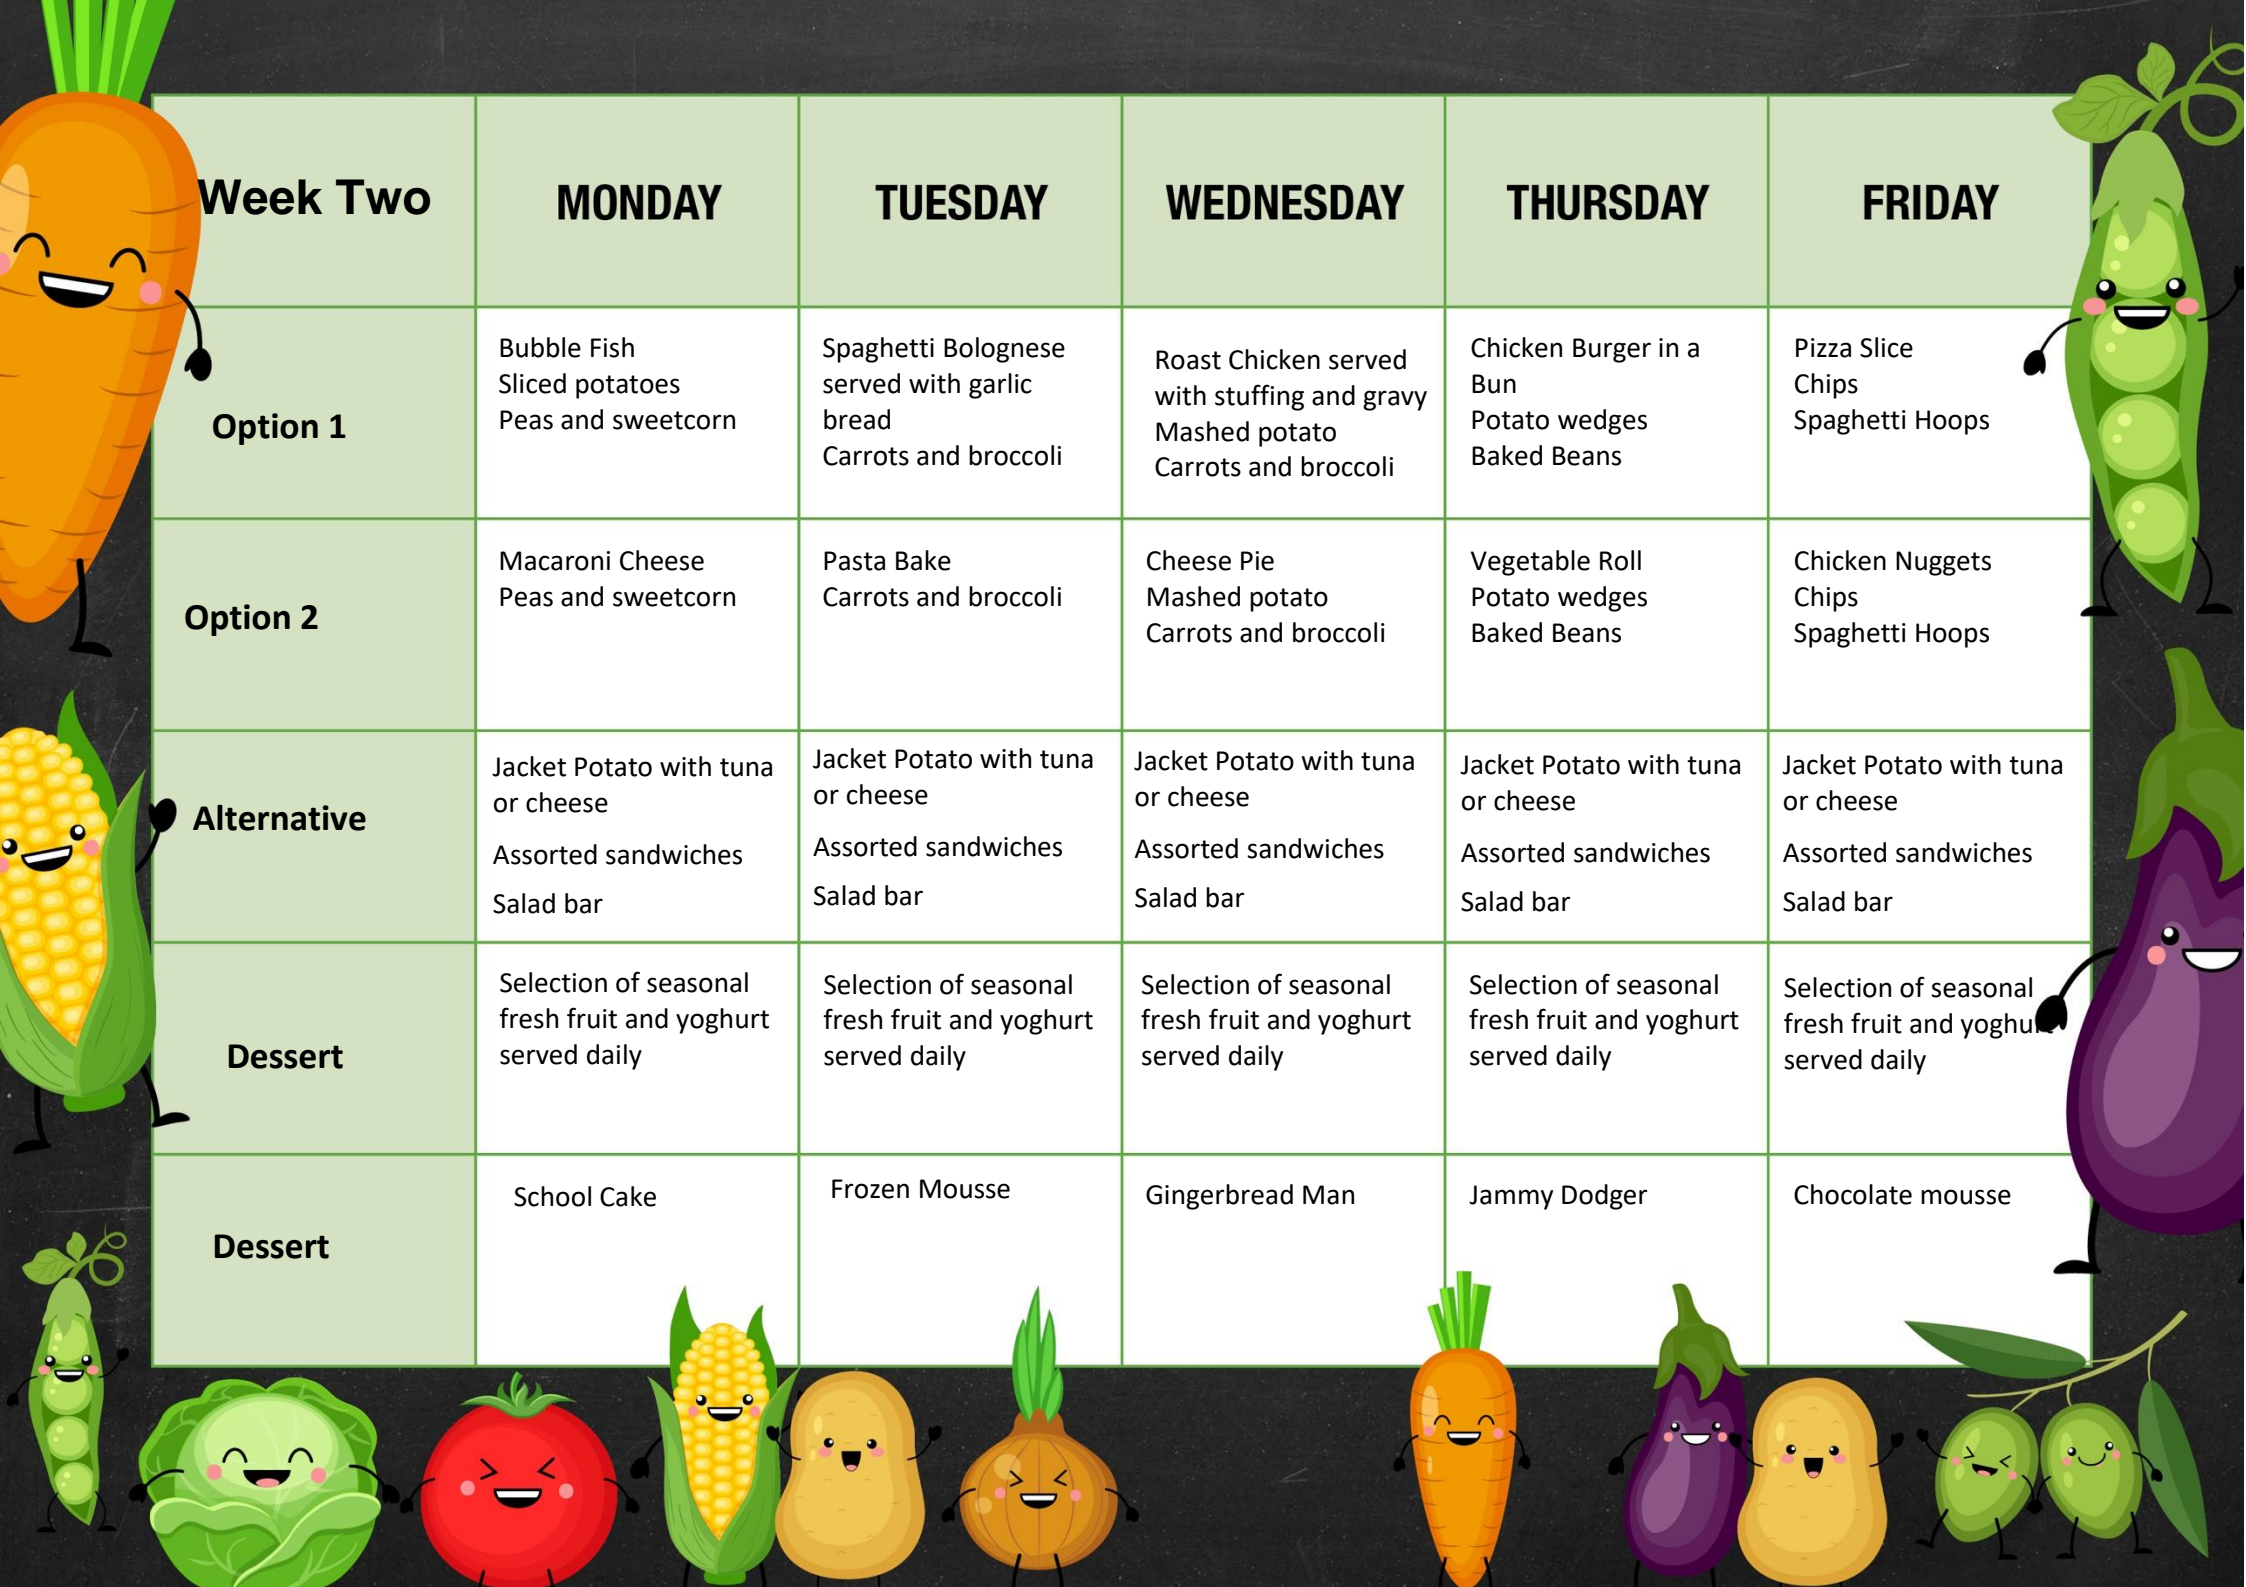 Week Two
MONDAY
TUESDAY
WEDNESDAY
THURSDAY
FRIDAY
Option 1
Bubble Fish
Sliced potatoes
Peas and sweetcorn
Spaghetti Bolognese
served with garlic
bread
Carrots and broccoli
Roast Chicken served
with stuffing and gravy
Mashed potato
Carrots and broccoli
Chicken Burger in a
Bun
Potato wedges
Baked Beans
Pizza Slice
Chips
Spaghetti Hoops
Option 2
Macaroni Cheese
Peas and sweetcorn
Pasta Bake
Carrots and broccoli
Cheese Pie
Mashed potato
Carrots and broccoli
Vegetable Roll
Potato wedges
Baked Beans
Chicken Nuggets
Chips
Spaghetti Hoops
Alternative
Jacket Potato with tuna
or cheese
Assorted sandwiches
Salad bar
Jacket Potato with tuna
or cheese
Assorted sandwiches
Salad bar
Jacket Potato with tuna
or cheese
Assorted sandwiches
Salad bar
Jacket Potato with tuna
or cheese
Assorted sandwiches
Salad bar
Jacket Potato with tuna
or cheese
Assorted sandwiches
Salad bar
Dessert
Selection of seasonal
fresh fruit and yoghurt
served daily
Selection of seasonal
fresh fruit and yoghurt
served daily
Selection of seasonal
fresh fruit and yoghurt
served daily
Selection of seasonal
fresh fruit and yoghurt
served daily
Selection of seasonal
fresh fruit and yoghurt
served daily
Dessert
School Cake
Frozen Mousse
Gingerbread Man
Jammy Dodger
Chocolate mousse